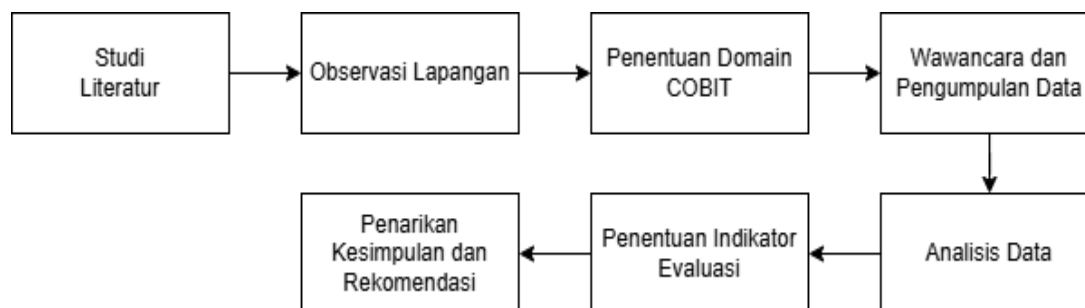 Studi
Literatur
Observasi Lapangan
Penentuan Domain
COBIT
Wawancara dan
Pengumpulan Data
Analisis Data
Penentuan Indikator
Evaluasi
Penarikan
Kesimpulan dan
Rekomendasi